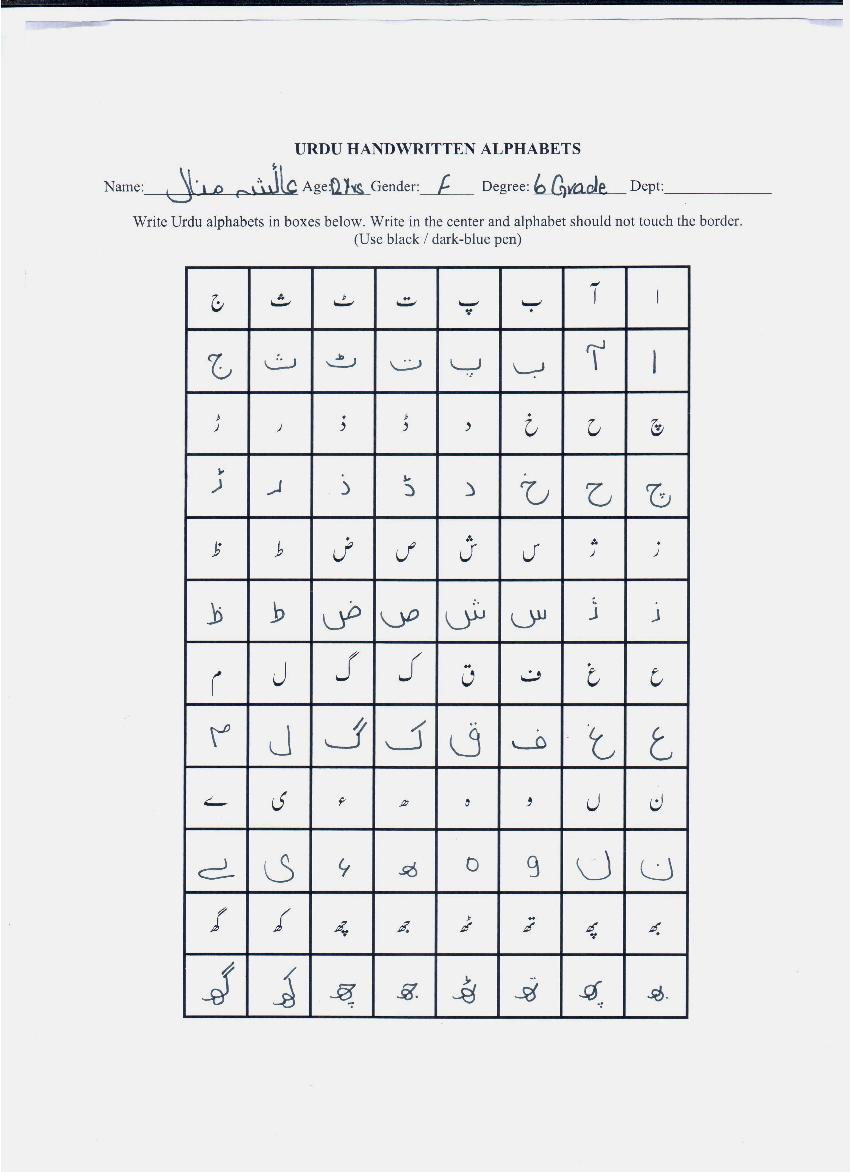 URDU HANDWRITTEN ALPHABETS
Name: عائشہ منال Age: 12 Yrs Gender: F Degree: 6 Grade Dept:
Write Urdu alphabets in boxes below. Write in the center and alphabet should not touch the border.
(Use black / dark-blue pen)
ا آ ب پ ت ٹ ث ج
ا آ ب پ ت ٹ ث ج
چ ح خ د ڈ ذ ر ڑ
چ ح خ د ڈ ذ ر ڑ
ز ژ س ش ص ض ط ظ
ز ژ س ش ص ض ط ظ
ع غ ف ق ک گ ل م
ع غ ف ق ک گ ل م
ن ں و ہ ھ ء ی ے
ن ں و ہ ھ ء ی ے
بھ پھ تھ ٹھ جھ چھ کھ گھ
بھ پھ تھ ٹھ جھ چھ کھ گھ